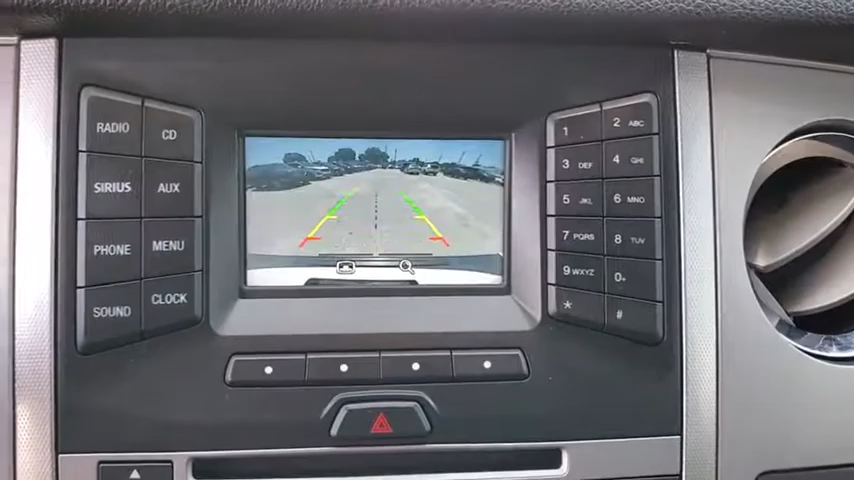 RADIO CD
SIRIUS AUX
PHONE MENU
SOUND CLOCK
1 2 ABC
3 DEF 4 GHI
5 JKL 6 MNO
7 PQRS 8 TUV
9 WXYZ 0
* #